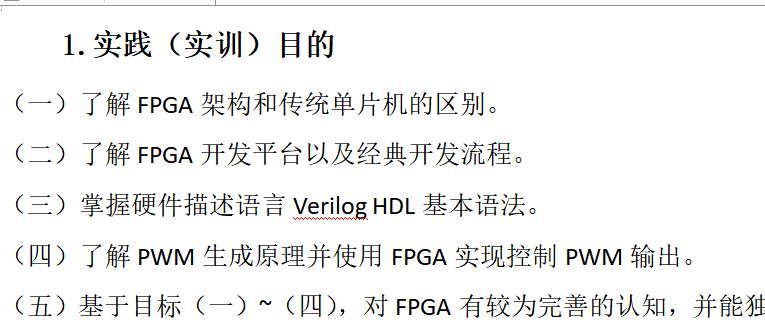 1.实践（实训）目的
（一）了解 FPGA 架构和传统单片机的区别。
（二）了解 FPGA 开发平台以及经典开发流程。
（三）掌握硬件描述语言 Verilog HDL 基本语法。
（四）了解 PWM 生成原理并使用 FPGA 实现控制 PWM 输出。
（五）基于目标（一）~（四），对 FPGA 有较为完善的认知，并能独